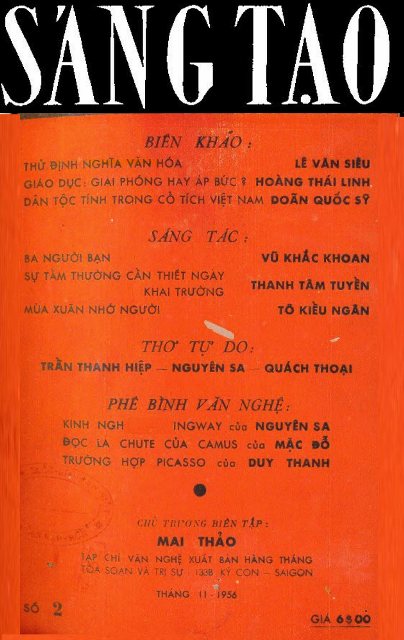 SÁNG TẠO
BIÊN KHẢO :
THỬ ĐỊNH NGHĨA VĂN HÓA LÊ VĂN SIÊU
GIÁO DỤC: GIẢI PHÓNG HAY ÁP BỨC ? HOÀNG THÁI LINH
DÂN TỘC TÍNH TRONG CỔ TÍCH VIỆT NAM DOÃN QUỐC SỸ
SÁNG TÁC :
BA NGƯỜI BẠN VŨ KHẮC KHOAN
SỰ TẦM THƯỜNG CẦN THIẾT NGÀY
KHAI TRƯỜNG THANH TÂM TUYỀN
MÙA XUÂN NHỚ NGƯỜI TÔ KIỀU NGÂN
THƠ TỰ DO :
TRẦN THANH HIỆP — NGUYÊN SA — QUÁCH THOẠI
PHÊ BÌNH VĂN NGHỆ :
KINH NGH INGWAY của NGUYÊN SA
ĐỌC LA CHUTE CỦA CAMUS của MẶC ĐỖ
TRƯỜNG HỢP PICASSO của DUY THANH
CHỦ TRƯƠNG BIÊN TẬP :
MAI THẢO
TẠP CHÍ VĂN NGHỆ XUẤT BẢN HÀNG THÁNG
TÒA SOẠN VÀ TRỊ SỰ - 133B KÝ CON — SAIGON
THÁNG 11 - 1956
SỐ 2
GIÁ 6$00